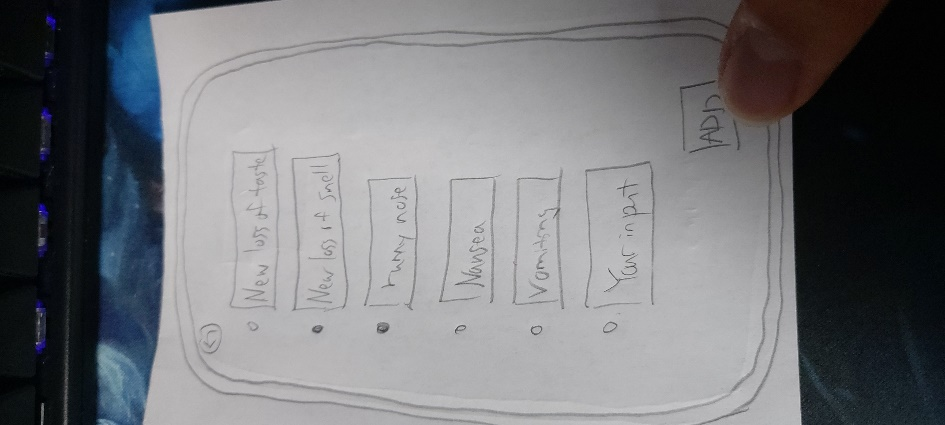 New loss of taste
New loss of smell
runny nose
Nausea
Vomiting
Your input
ADD